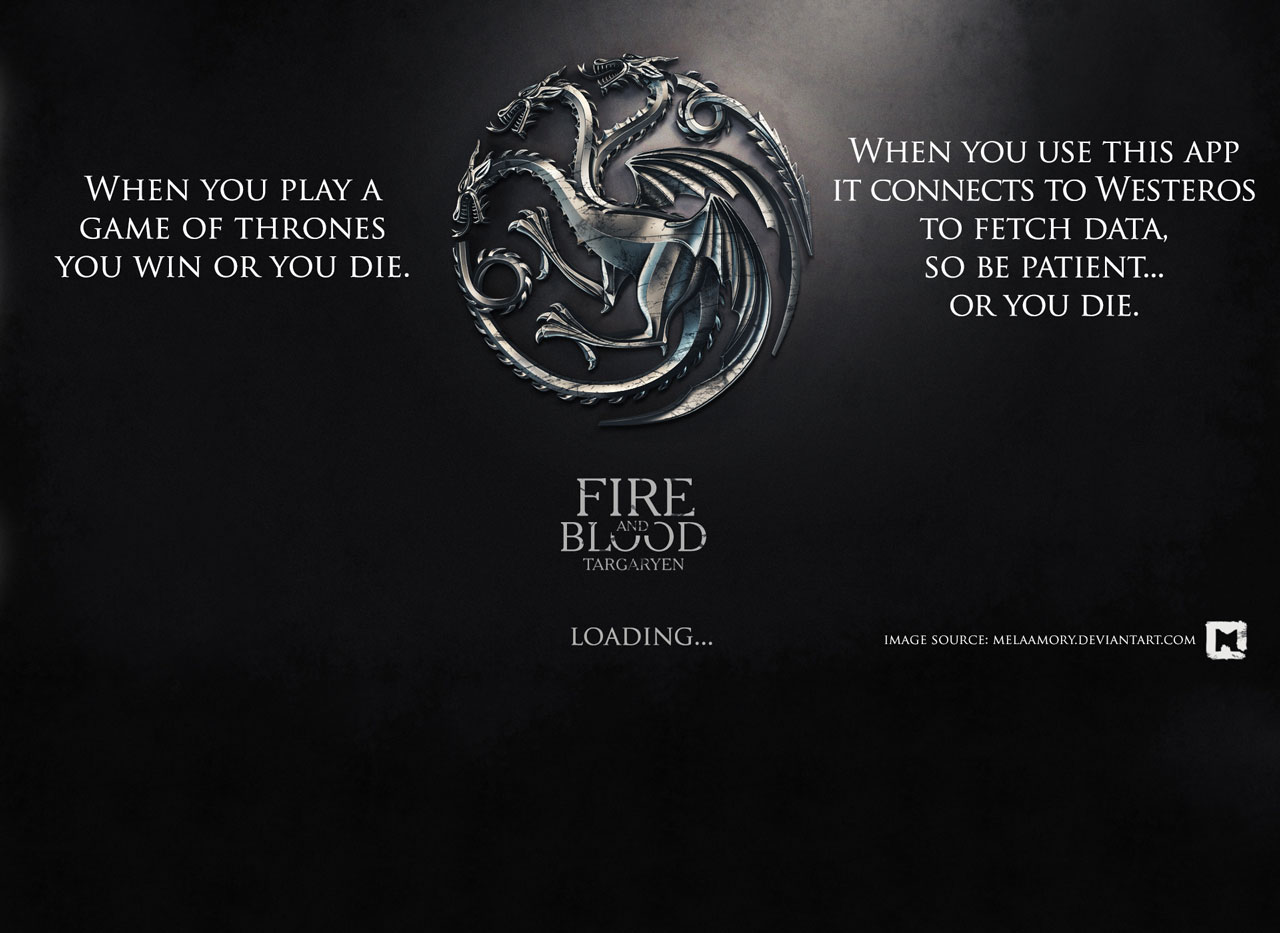 When you play a
game of thrones
you win or you die.
When you use this app
it connects to Westeros
to fetch data,
so be patient...
or you die.
FIRE
AND
BLOOD
TARGARYEN
LOADING...
IMAGE SOURCE: MELAAMORY.DEVIANTART.COM
M